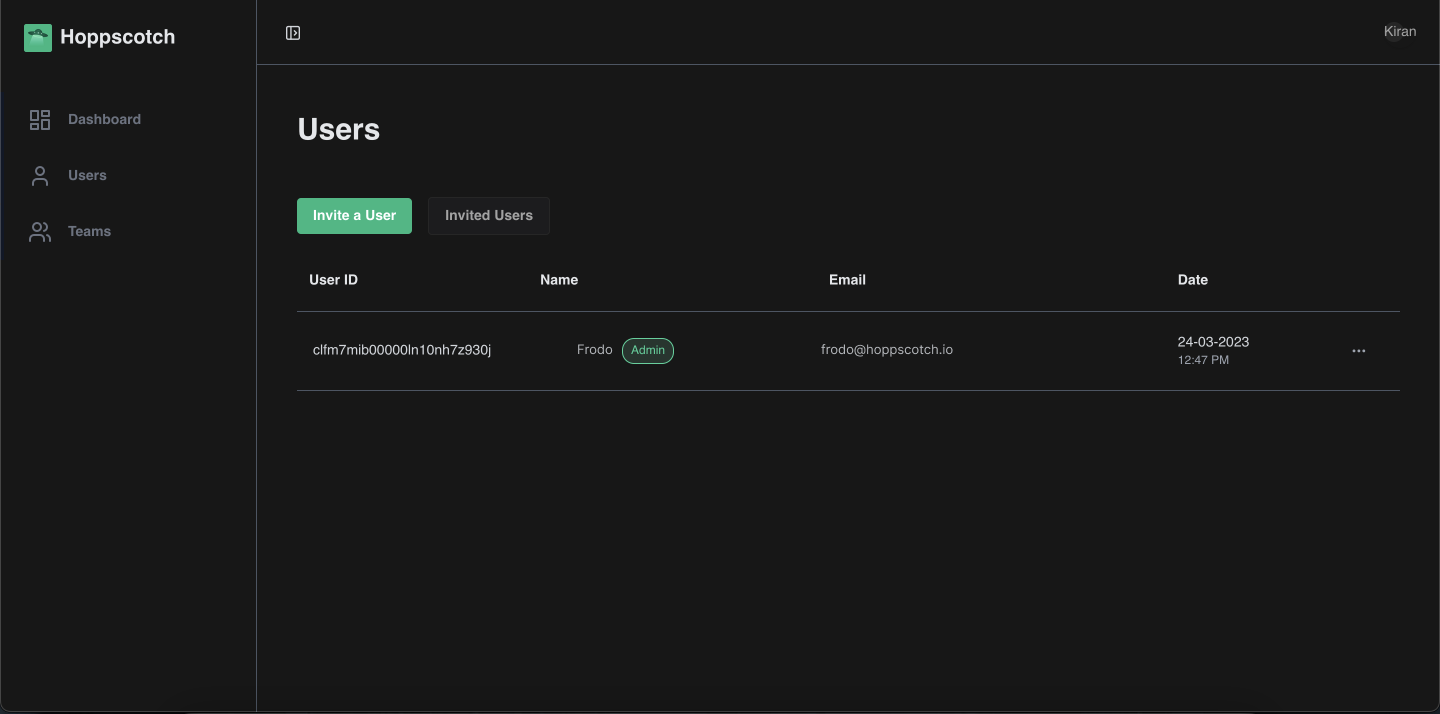 Hoppscotch
Kiran
Dashboard
Users
Teams
Users
Invite a User Invited Users
User ID Name Email Date
clfm7mib00000ln10nh7z930j Frodo Admin frodo@hoppscotch.io 24-03-2023
12:47 PM